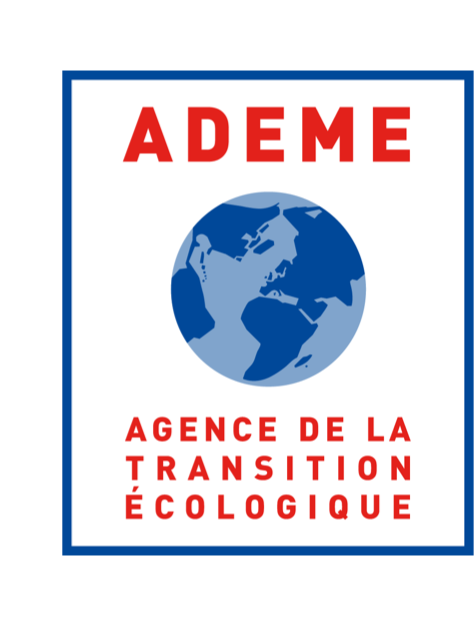 ADEME
AGENCE DE LA
TRANSITION
ÉCOLOGIQUE